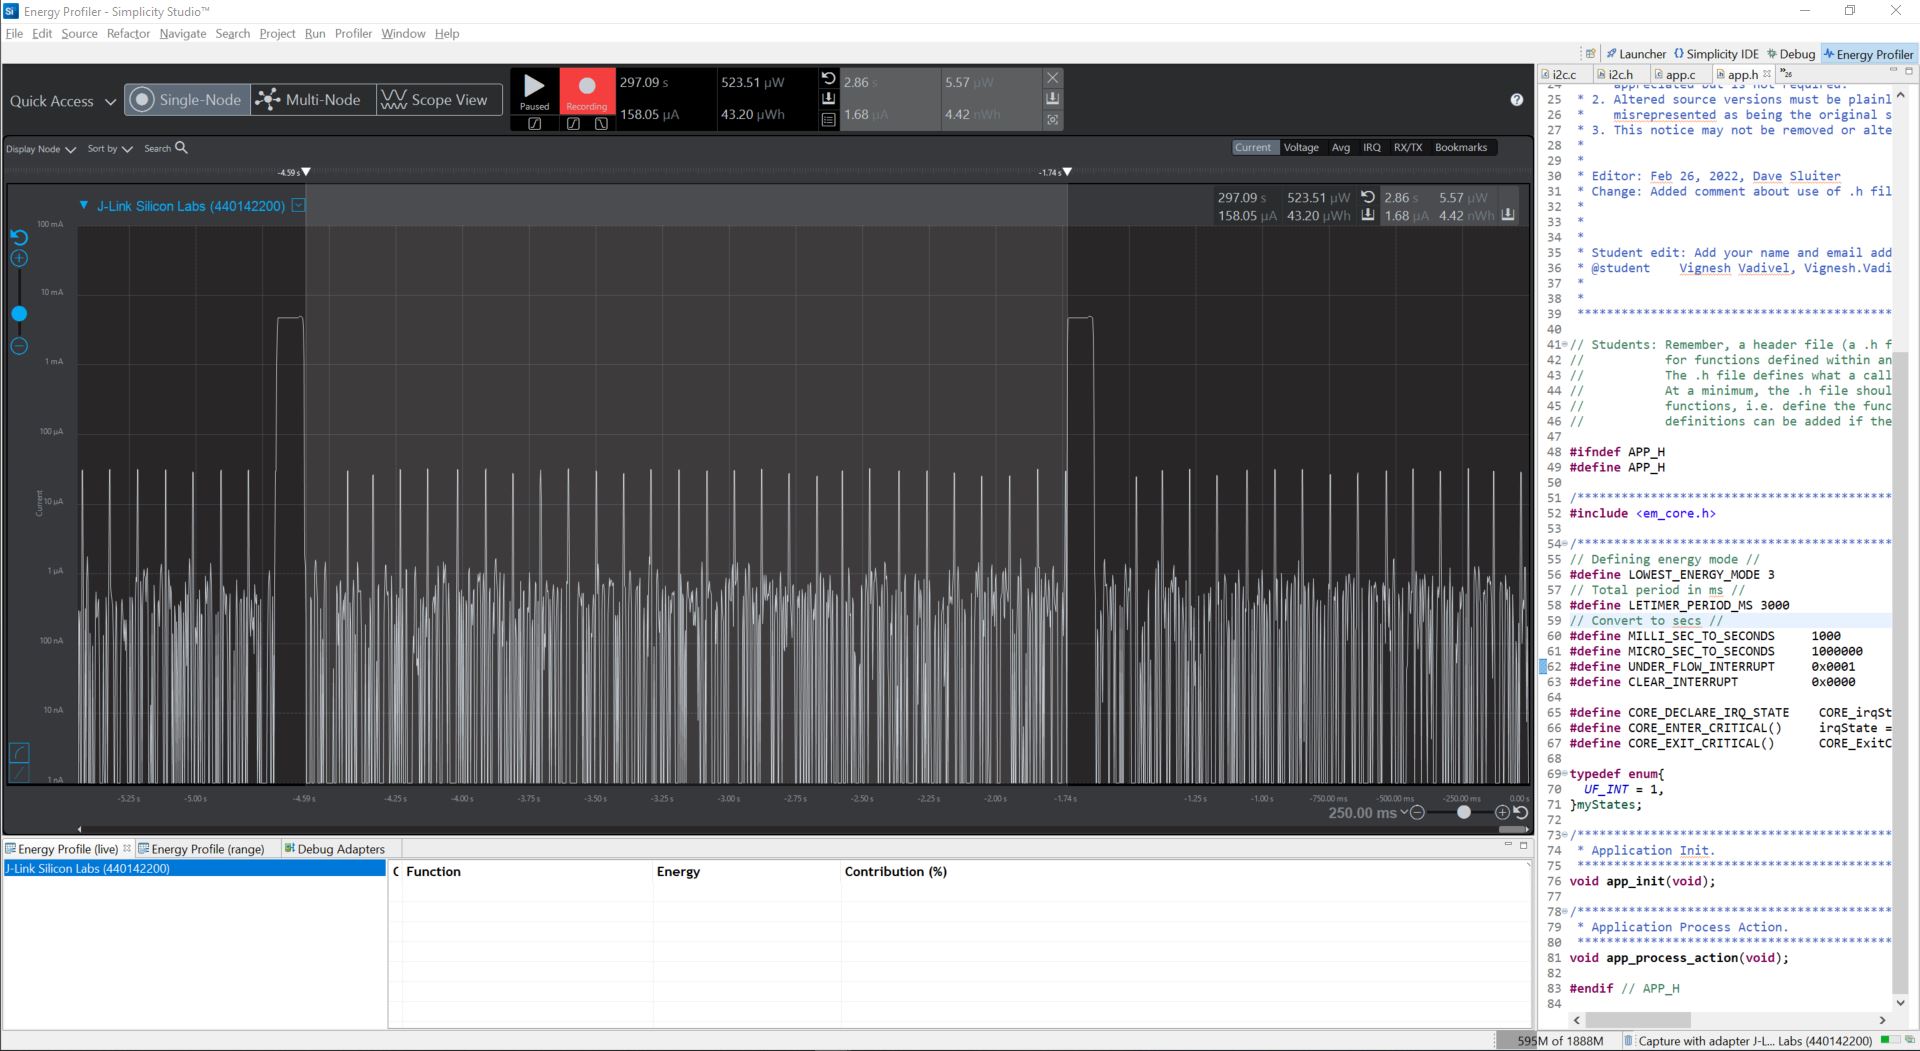 Energy Profiler - Simplicity Studio™
File Edit Source Refactor Navigate Search Project Run Profiler Window Help
Launcher Simplicity IDE Debug Energy Profiler
Quick Access Single-Node Multi-Node Scope View
Paused Recording
297.09 s 523.51 µW 2.86 s 5.57 µW
158.05 µA 43.20 µWh 1.68 µA 4.42 nWh
Display Node Sort by Search
Current Voltage Avg IRQ RX/TX Bookmarks
-4.59 s -1.74 s
J-Link Silicon Labs (440142200)
297.09 s 523.51 µW 2.86 s 5.57 µW
158.05 µA 43.20 µWh 1.68 µA 4.42 nWh
100 mA
10 mA
1 mA
100 µA
10 µA
1 µA
100 nA
10 nA
1 nA
Current
-5.25 s -5.00 s -4.59 s -4.25 s -4.00 s -3.75 s -3.50 s -3.25 s -3.00 s -2.75 s -2.50 s -2.25 s -2.00 s -1.74 s -1.25 s -1.00 s -750.00 ms -500.00 ms -250.00 ms 0.00 s
250.00 ms
Energy Profile (live) Energy Profile (range) Debug Adapters
J-Link Silicon Labs (440142200)
C Function Energy Contribution (%)
i2c.c i2c.h app.c app.h »26
24 appreciated but is not required.
25 * 2. Altered source versions must be plainl
26 * misrepresented as being the original s
27 * 3. This notice may not be removed or alte
28 *
29 *
30 * Editor: Feb 26, 2022, Dave Sluiter
31 * Change: Added comment about use of .h fil
32 *
33 *
34 *
35 * Student edit: Add your name and email add
36 * @student Vignesh Vadivel, Vignesh.Vadi
37 *
38 *
39 *******************************************
40
41 // Students: Remember, a header file (a .h f
42 // for functions defined within an
43 // The .h file defines what a call
44 // At a minimum, the .h file shoul
45 // functions, i.e. define the func
46 // definitions can be added if the
47
48 #ifndef APP_H
49 #define APP_H
50
51 /*******************************************
52 #include <em_core.h>
53
54 /*******************************************
55 // Defining energy mode //
56 #define LOWEST_ENERGY_MODE 3
57 // Total period in ms //
58 #define LETIMER_PERIOD_MS 3000
59 // Convert to secs //
60 #define MILLI_SEC_TO_SECONDS 1000
61 #define MICRO_SEC_TO_SECONDS 1000000
62 #define UNDER_FLOW_INTERRUPT 0x0001
63 #define CLEAR_INTERRUPT 0x0000
64
65 #define CORE_DECLARE_IRQ_STATE CORE_irqSt
66 #define CORE_ENTER_CRITICAL() irqState =
67 #define CORE_EXIT_CRITICAL() CORE_ExitC
68
69 typedef enum{
70 UF_INT = 1,
71 }myStates;
72
73 /*******************************************
74 * Application Init.
75 *******************************************
76 void app_init(void);
77
78 /*******************************************
79 * Application Process Action.
80 *******************************************
81 void app_process_action(void);
82
83 #endif // APP_H
84
595M of 1888M Capture with adapter J-L... Labs (440142200)